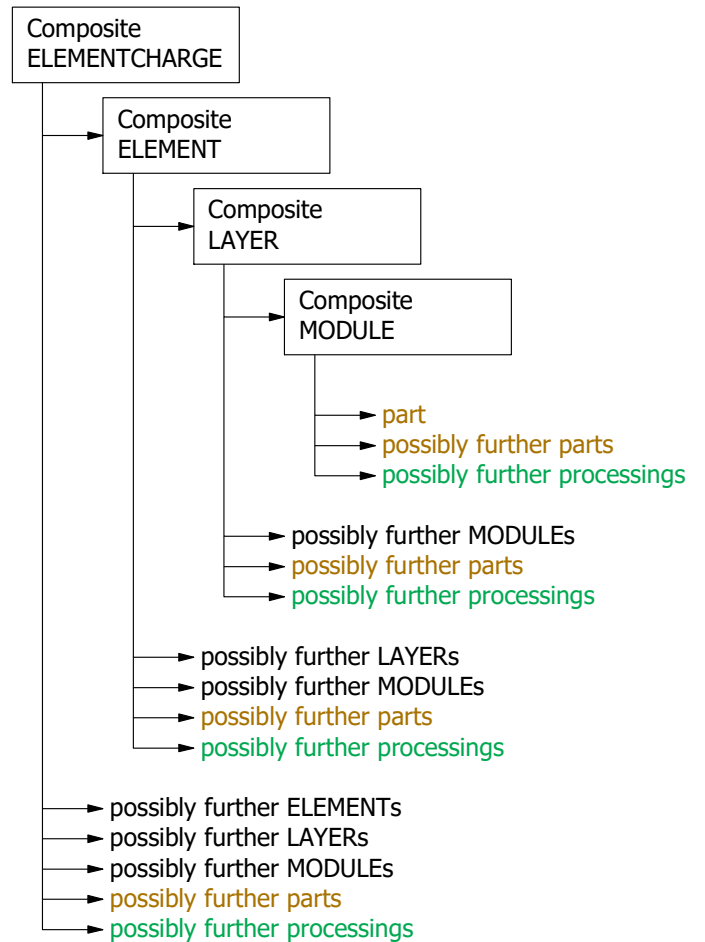 Composite
ELEMENTCHARGE
Composite
ELEMENT
Composite
LAYER
Composite
MODULE
part
possibly further parts
possibly further processings
possibly further MODULEs
possibly further parts
possibly further processings
possibly further LAYERs
possibly further MODULEs
possibly further parts
possibly further processings
possibly further ELEMENTs
possibly further LAYERs
possibly further MODULEs
possibly further parts
possibly further processings